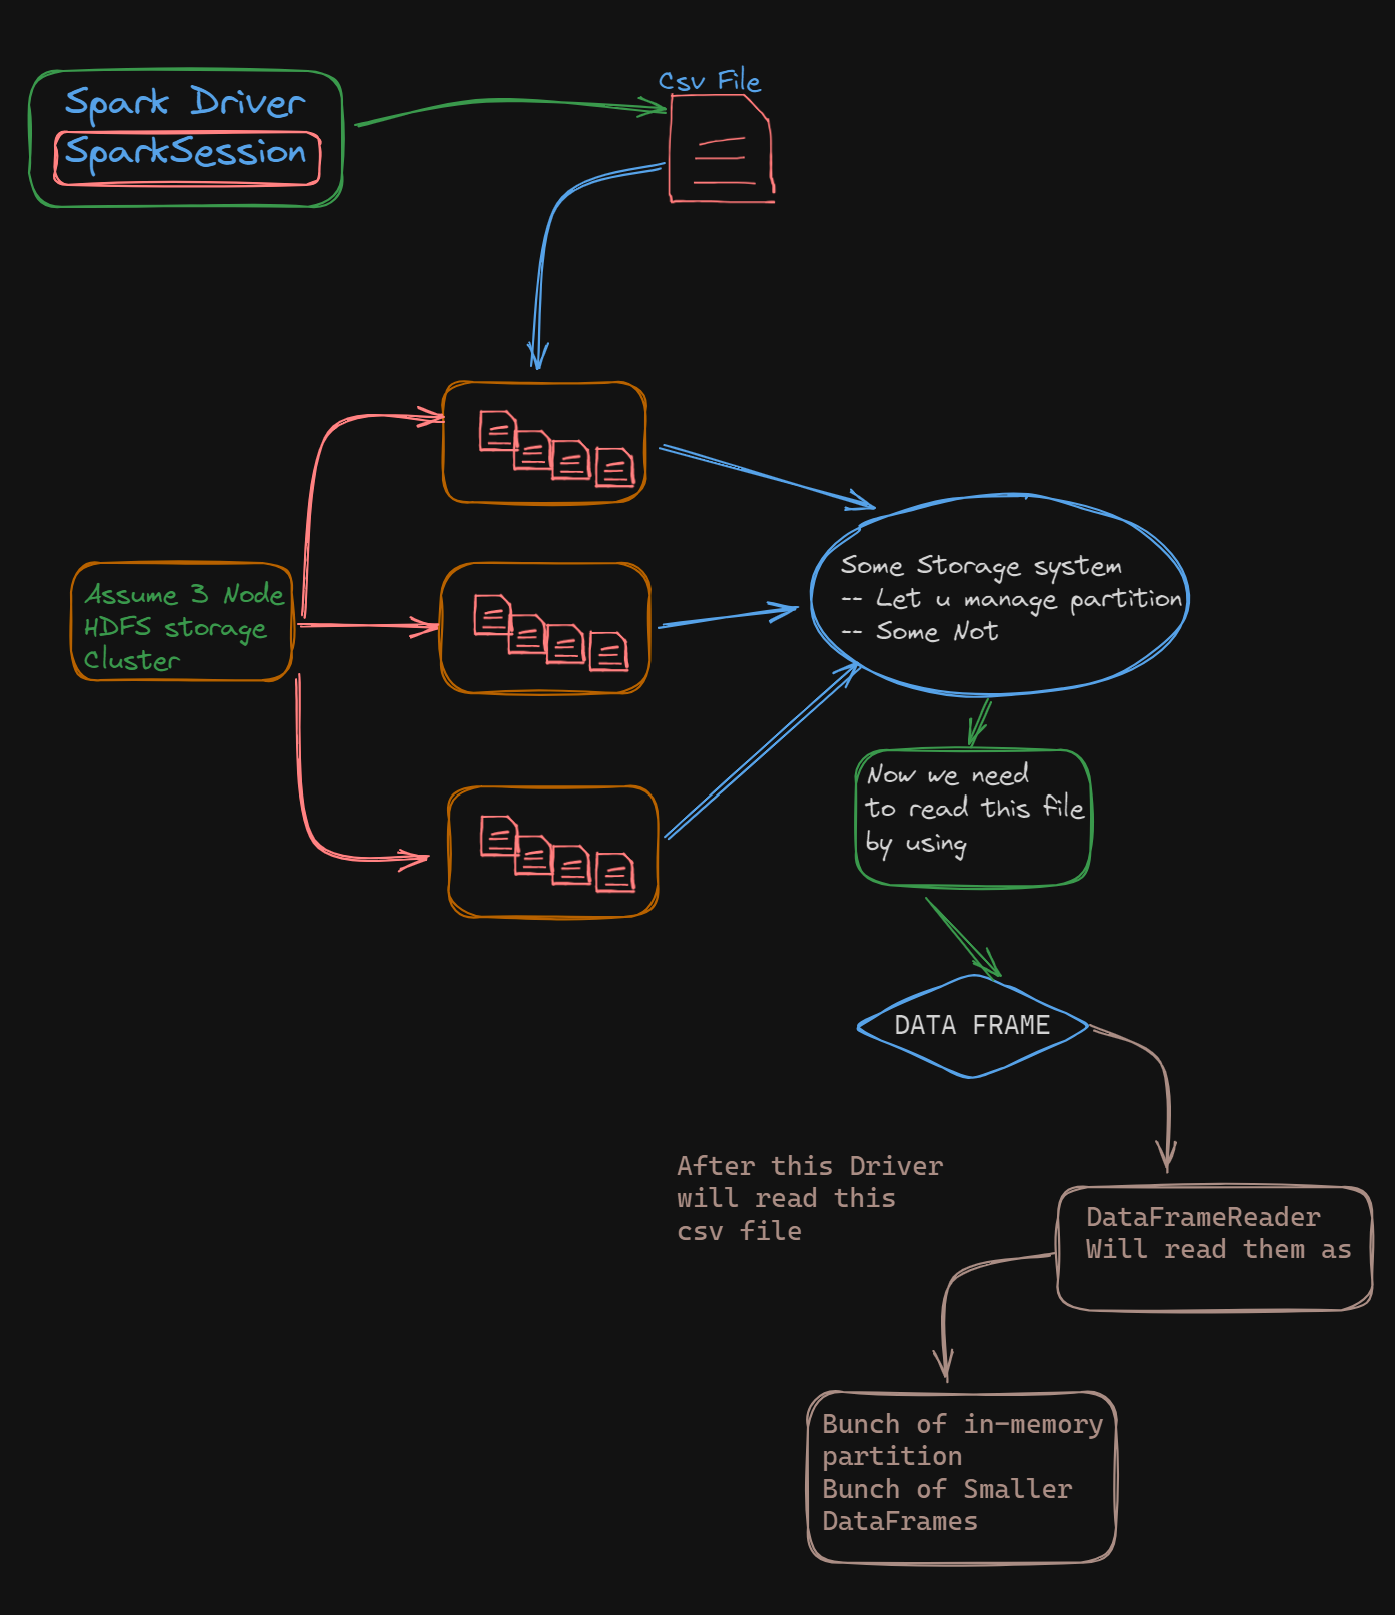 Spark Driver
SparkSession
Csv File
Assume 3 Node
HDFS storage
Cluster
Some Storage system
-- Let u manage partition
-- Some Not
Now we need
to read this file
by using
DATA FRAME
After this Driver
will read this
csv file
DataFrameReader
Will read them as
Bunch of in-memory
partition
Bunch of Smaller
DataFrames